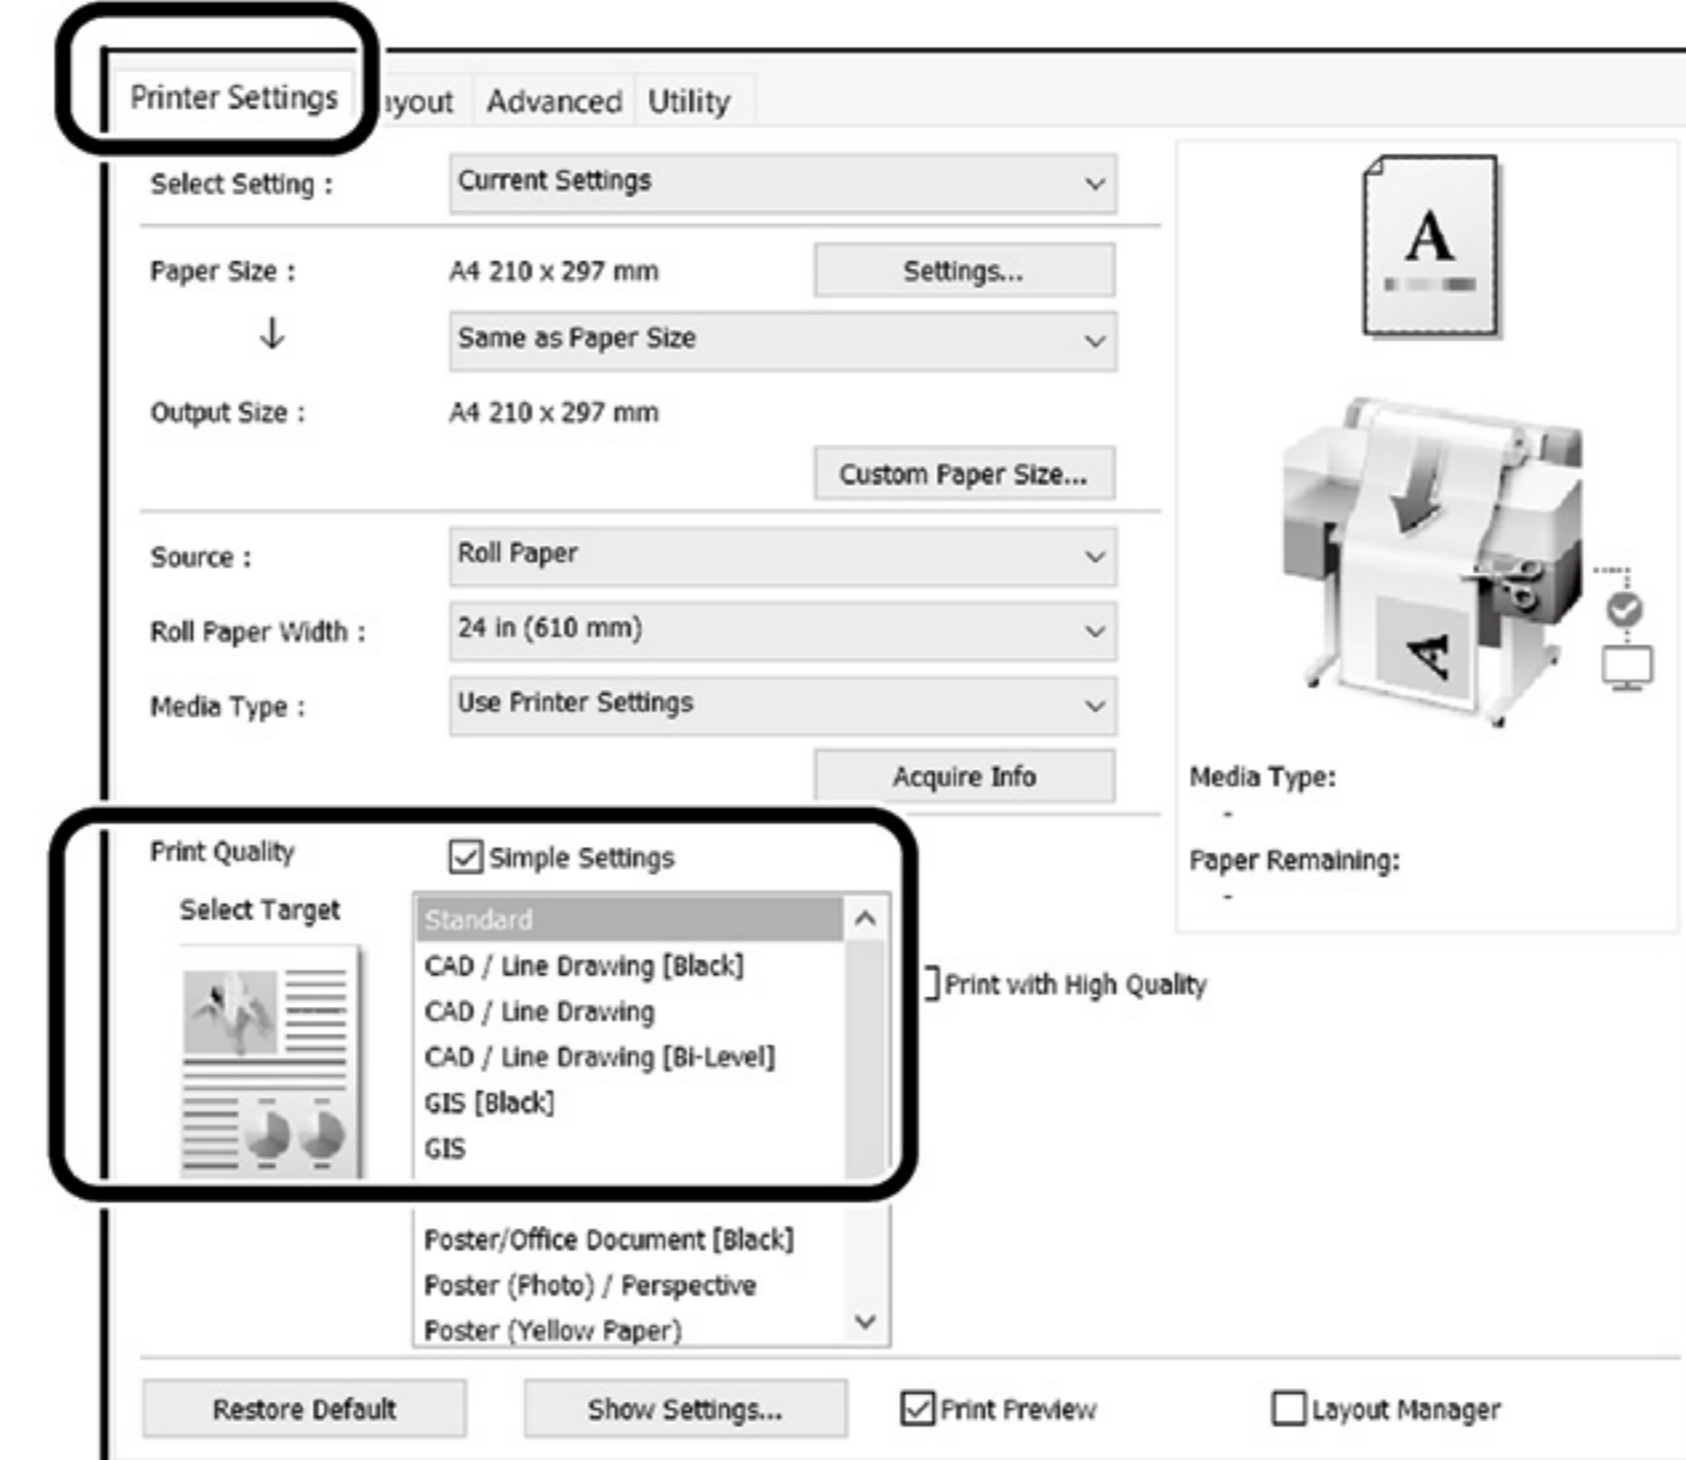 Printer Settings
ayout
Advanced
Utility
Select Setting :
Current Settings
Paper Size :
A4 210 x 297 mm
Settings...
Same as Paper Size
Output Size :
A4 210 x 297 mm
Custom Paper Size...
Source :
Roll Paper
Roll Paper Width :
24 in (610 mm)
Media Type :
Use Printer Settings
Acquire Info
A
A
Media Type:
-
Paper Remaining:
-
Print Quality
Simple Settings
Select Target
Standard
CAD / Line Drawing [Black]
CAD / Line Drawing
CAD / Line Drawing [Bi-Level]
GIS [Black]
GIS
Print with High Quality
Poster/Office Document [Black]
Poster (Photo) / Perspective
Poster (Yellow Paper)
Restore Default
Show Settings...
Print Preview
Layout Manager